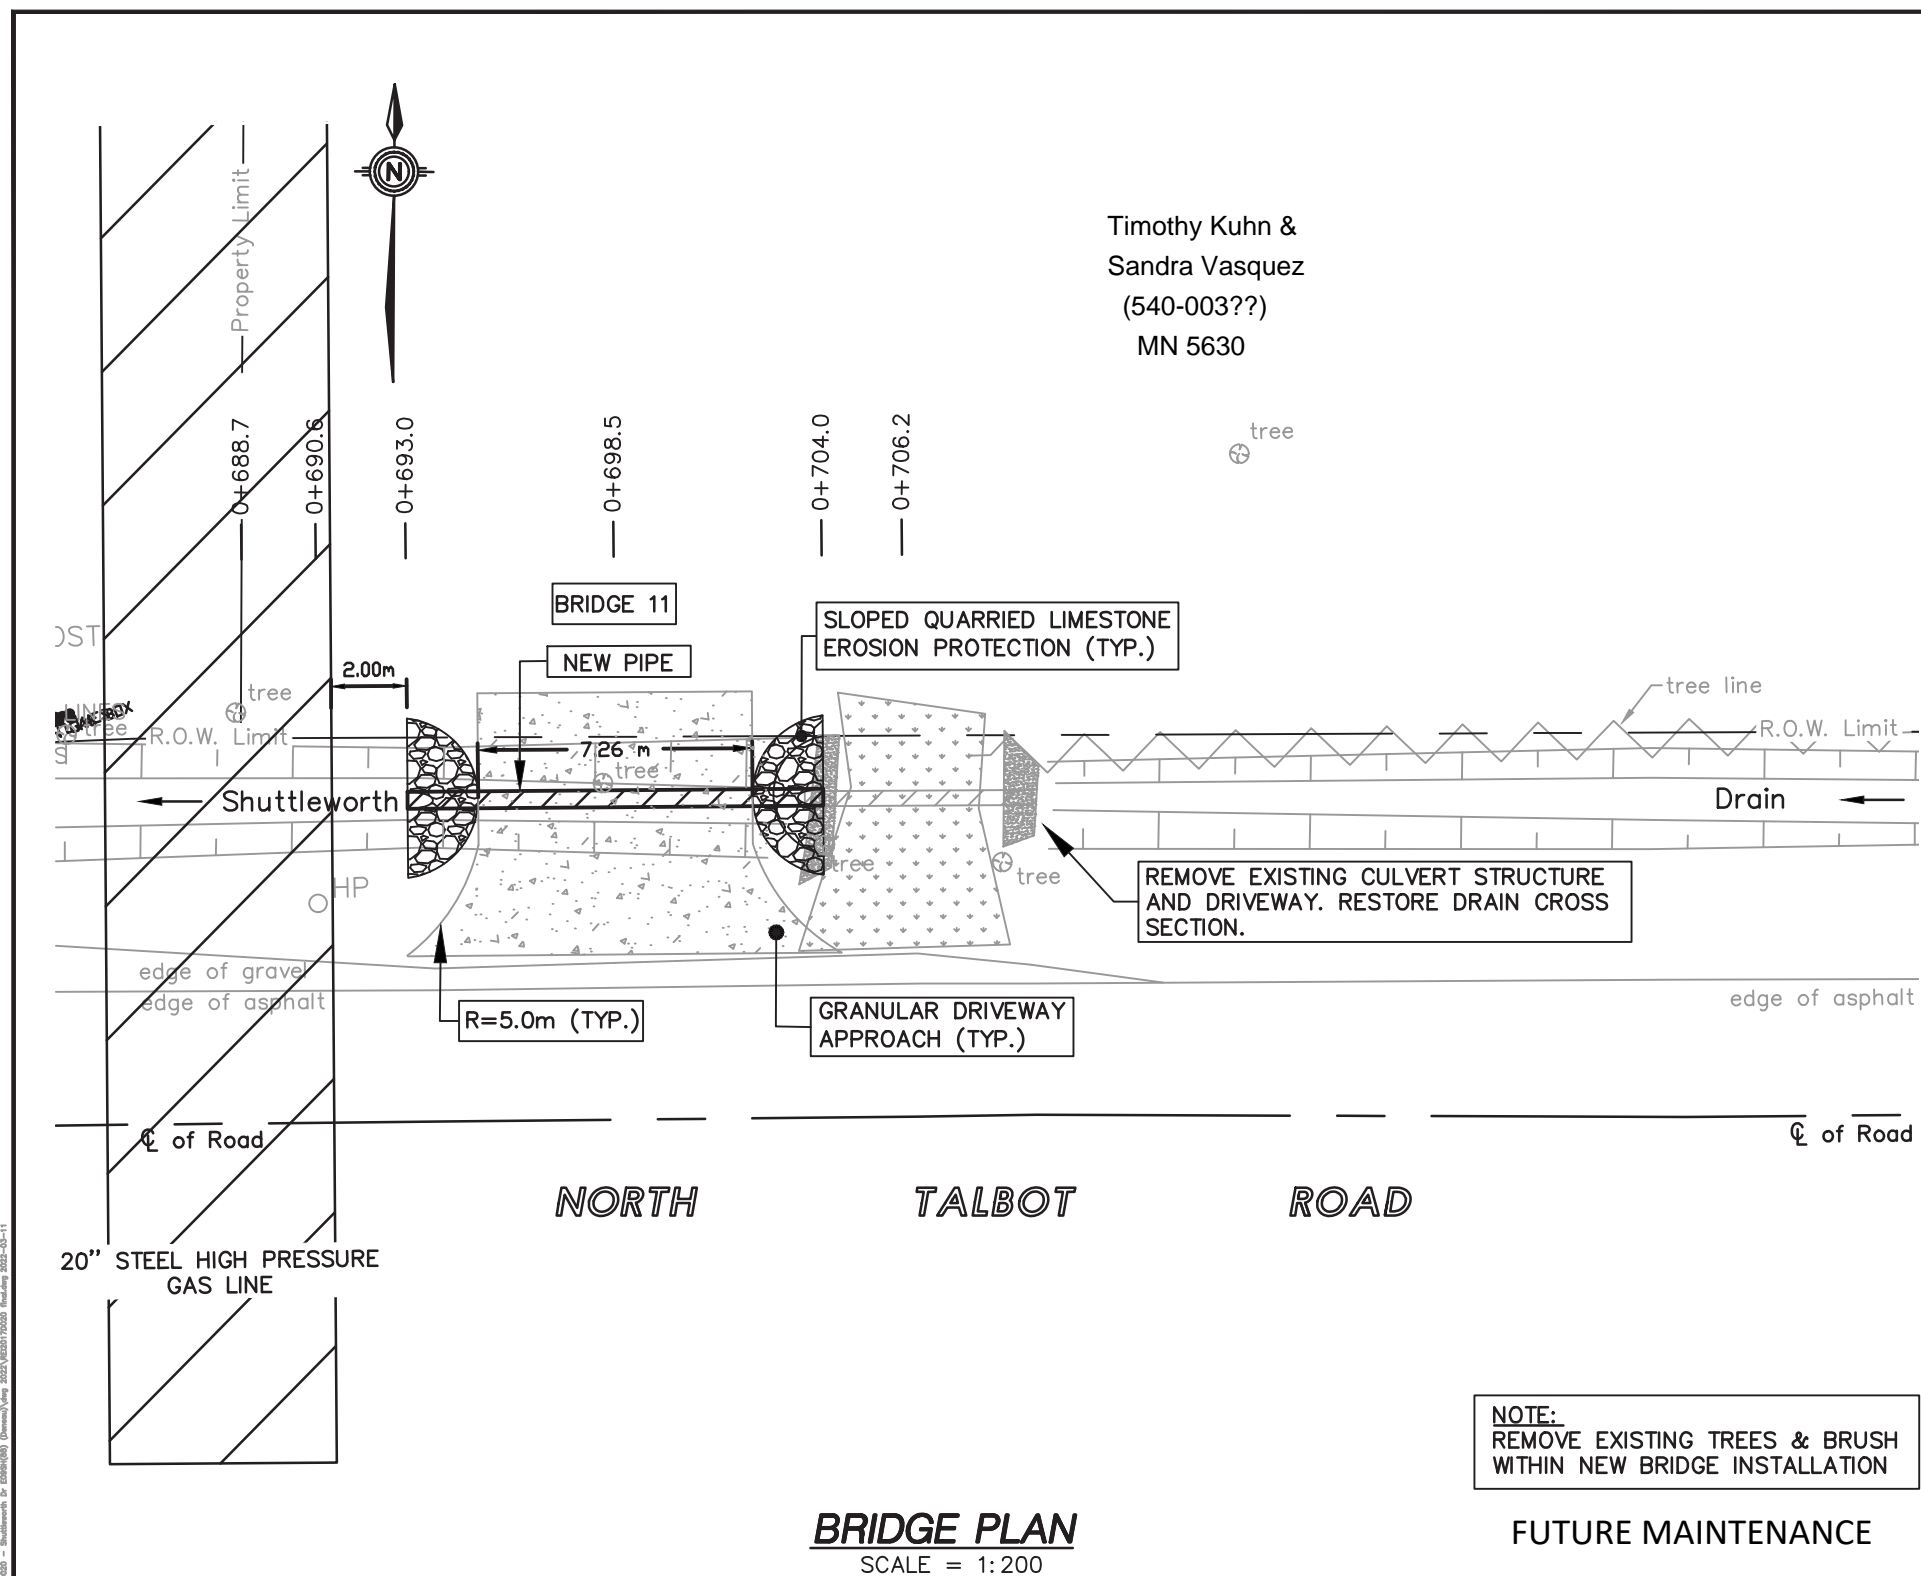 N
Timothy Kuhn &
Sandra Vasquez
(540-003??)
MN 5630
Property Limit
0+688.7
0+690.6
0+693.0
0+698.5
0+704.0
0+706.2
tree
BRIDGE 11
NEW PIPE
SLOPED QUARRIED LIMESTONE
EROSION PROTECTION (TYP.)
OST
2.00m
tree
tree line
LINES
tree
R.O.W. Limit
7.26 m
R.O.W. Limit
tree
Shuttleworth
Drain
tree
tree
HP
REMOVE EXISTING CULVERT STRUCTURE
AND DRIVEWAY. RESTORE DRAIN CROSS
SECTION.
edge of gravel
edge of asphalt
edge of asphalt
R=5.0m (TYP.)
GRANULAR DRIVEWAY
APPROACH (TYP.)
℄ of Road
℄ of Road
NORTH TALBOT ROAD
20" STEEL HIGH PRESSURE
GAS LINE
NOTE:
REMOVE EXISTING TREES & BRUSH
WITHIN NEW BRIDGE INSTALLATION
BRIDGE PLAN
SCALE = 1:200
FUTURE MAINTENANCE